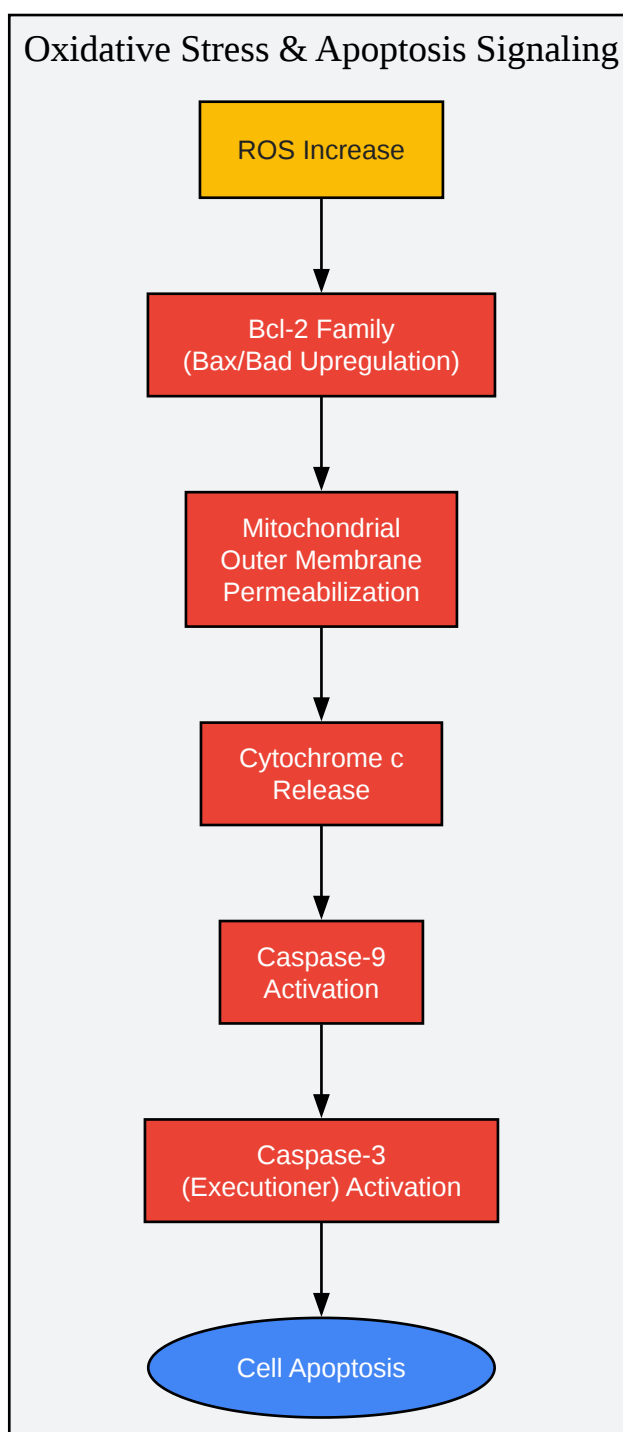 Oxidative Stress & Apoptosis Signaling
ROS Increase
Bcl-2 Family
(Bax/Bad Upregulation)
Mitochondrial
Outer Membrane
Permeabilization
Cytochrome c
Release
Caspase-9
Activation
Caspase-3
(Executioner) Activation
Cell Apoptosis